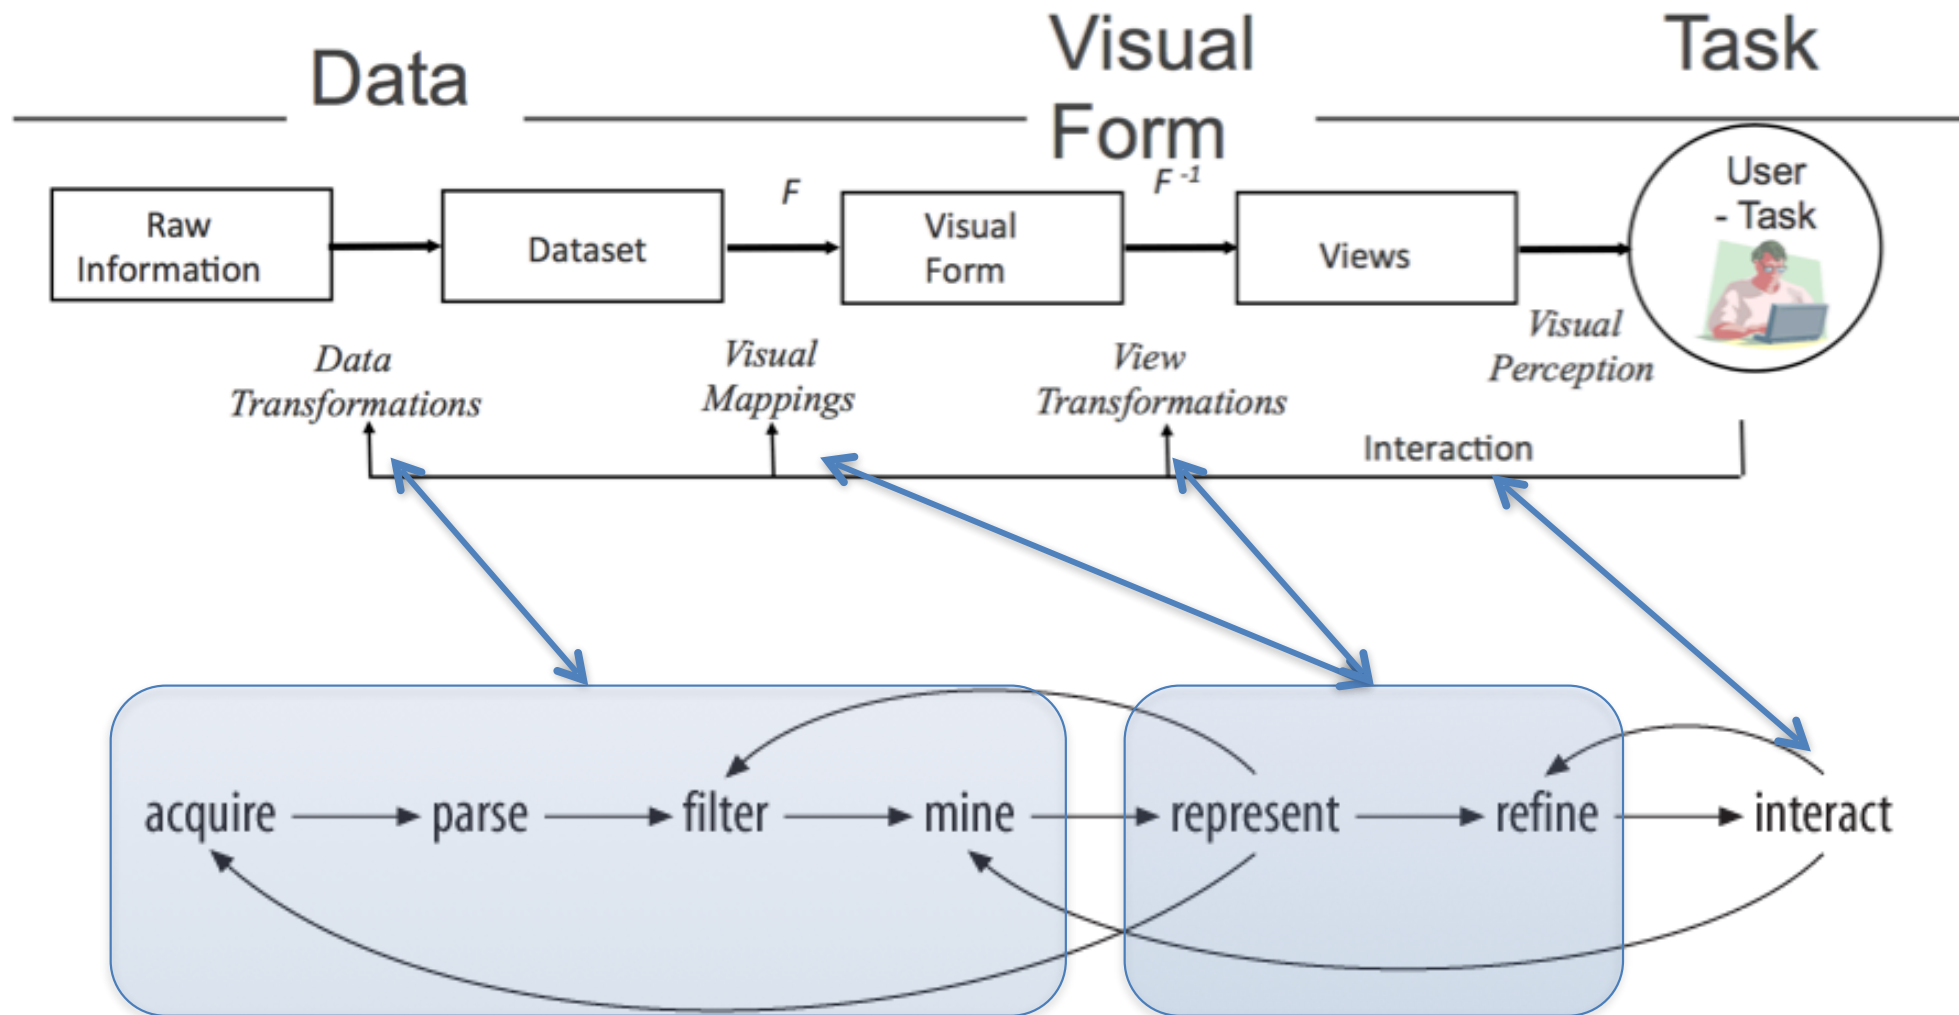 Data
Visual
Form
Task
Raw
Information
Dataset
F
Visual
Form
F -1
Views
User
- Task
Data
Transformations
Visual
Mappings
View
Transformations
Visual
Perception
Interaction
acquire
parse
filter
mine
represent
refine
interact